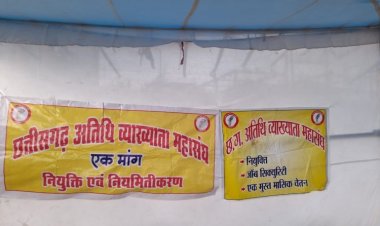 छत्तीसगढ़ अतिथि व्याख्याता महासंघ
एक मांग
नियुक्ति एवं नियमितीकरण
छ.ग. अतिथि व्याख्याता महासंघ
नियुक्ति
जॉब सिक्युरिटी
एक मुस्त मासिक वेतन